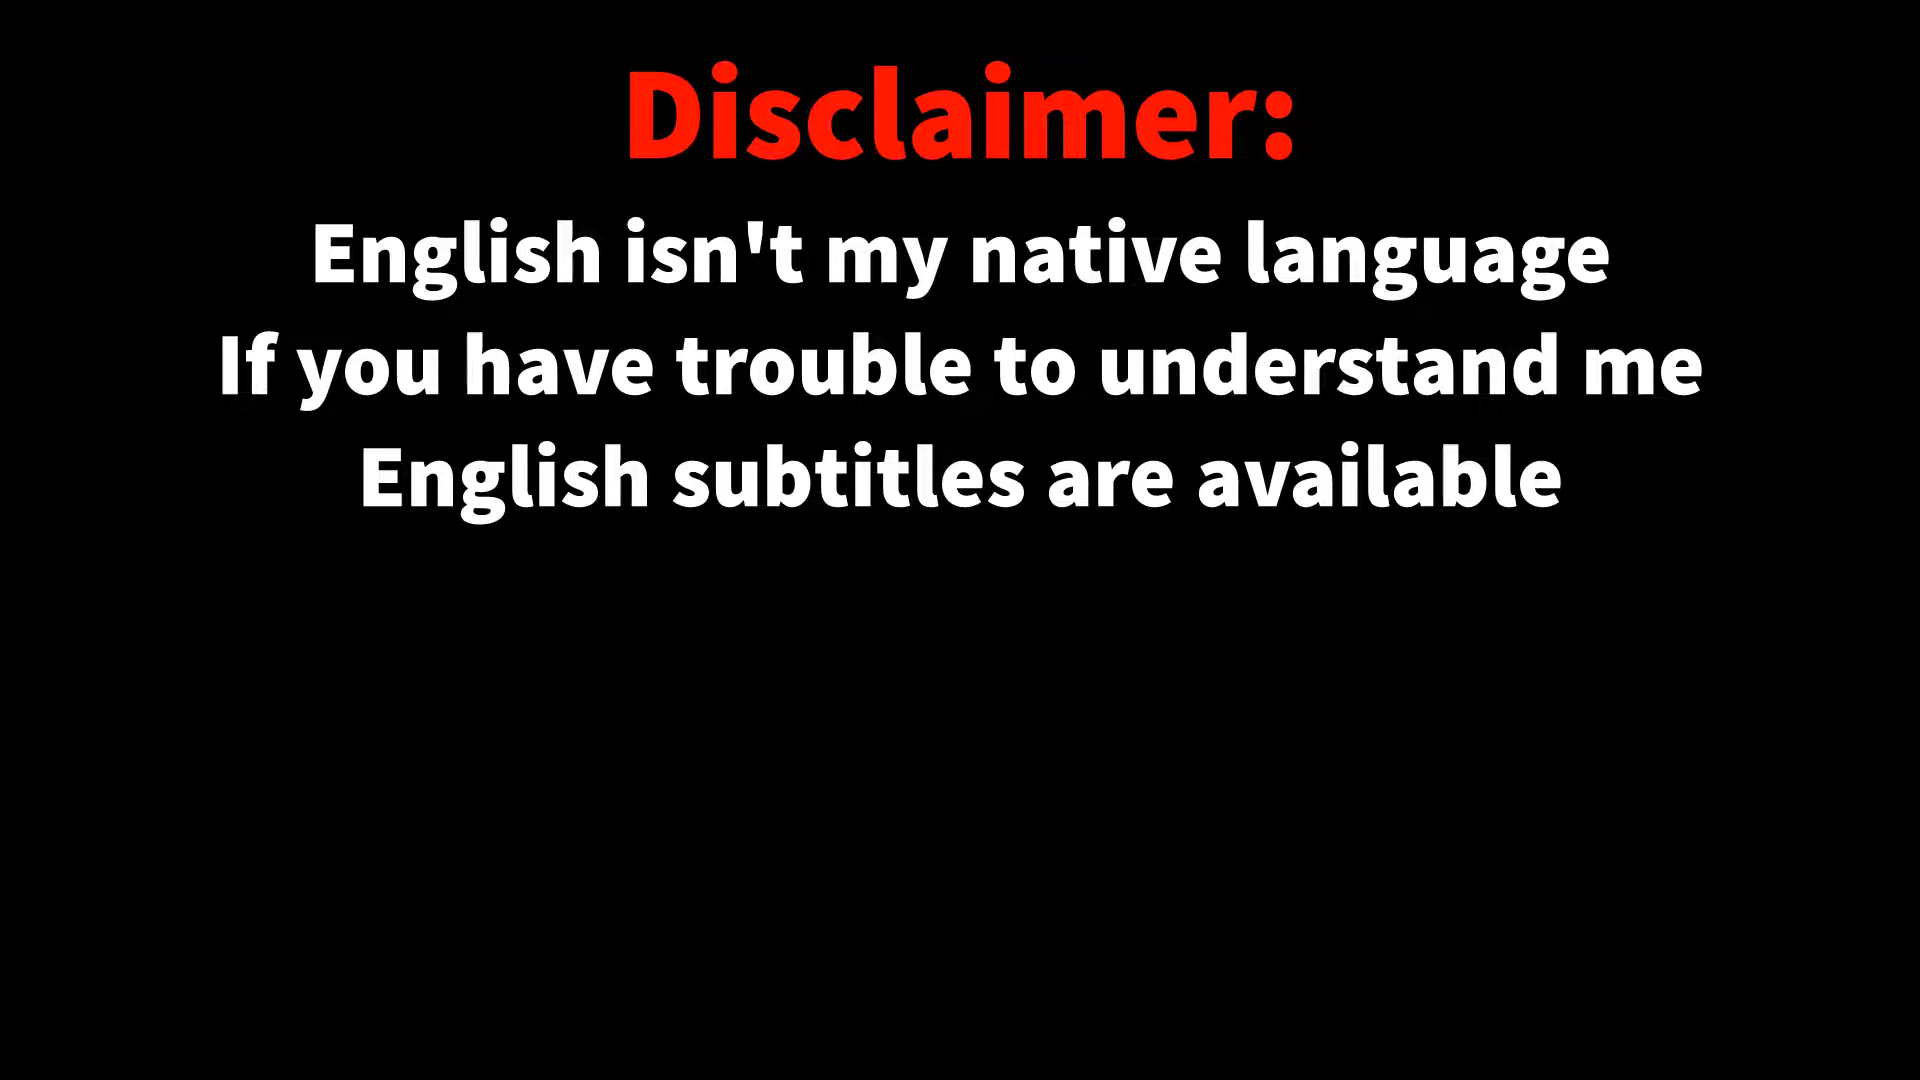 Disclaimer:
English isn't my native language
If you have trouble to understand me
English subtitles are available